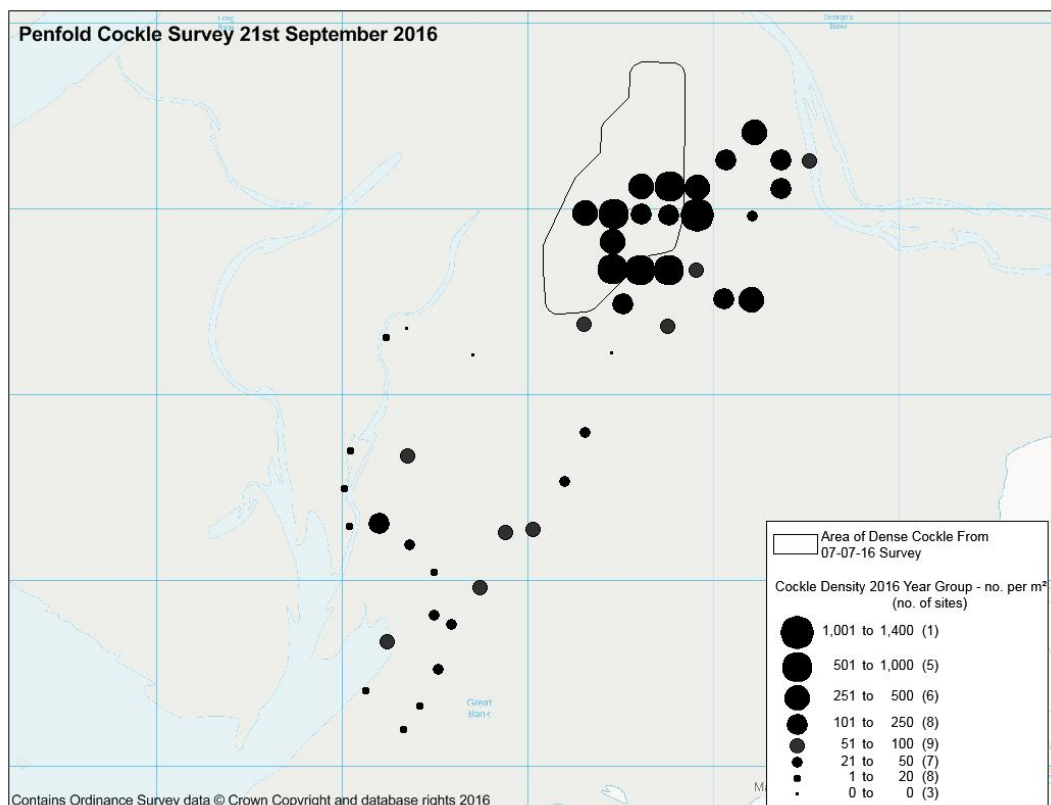 Long
Bank
George's
Penfold Cockle Survey 21st September 2016
Area of Dense Cockle From
07-07-16 Survey
Cockle Density 2016 Year Group - no. per m²
(no. of sites)
1,001 to 1,400 (1)
501 to 1,000 (5)
251 to 500 (6)
101 to 250 (8)
51 to 100 (9)
21 to 50 (7)
1 to 20 (8)
0 to 0 (3)
Great
Bank
Contains Ordinance Survey data © Crown Copyright and database rights 2016